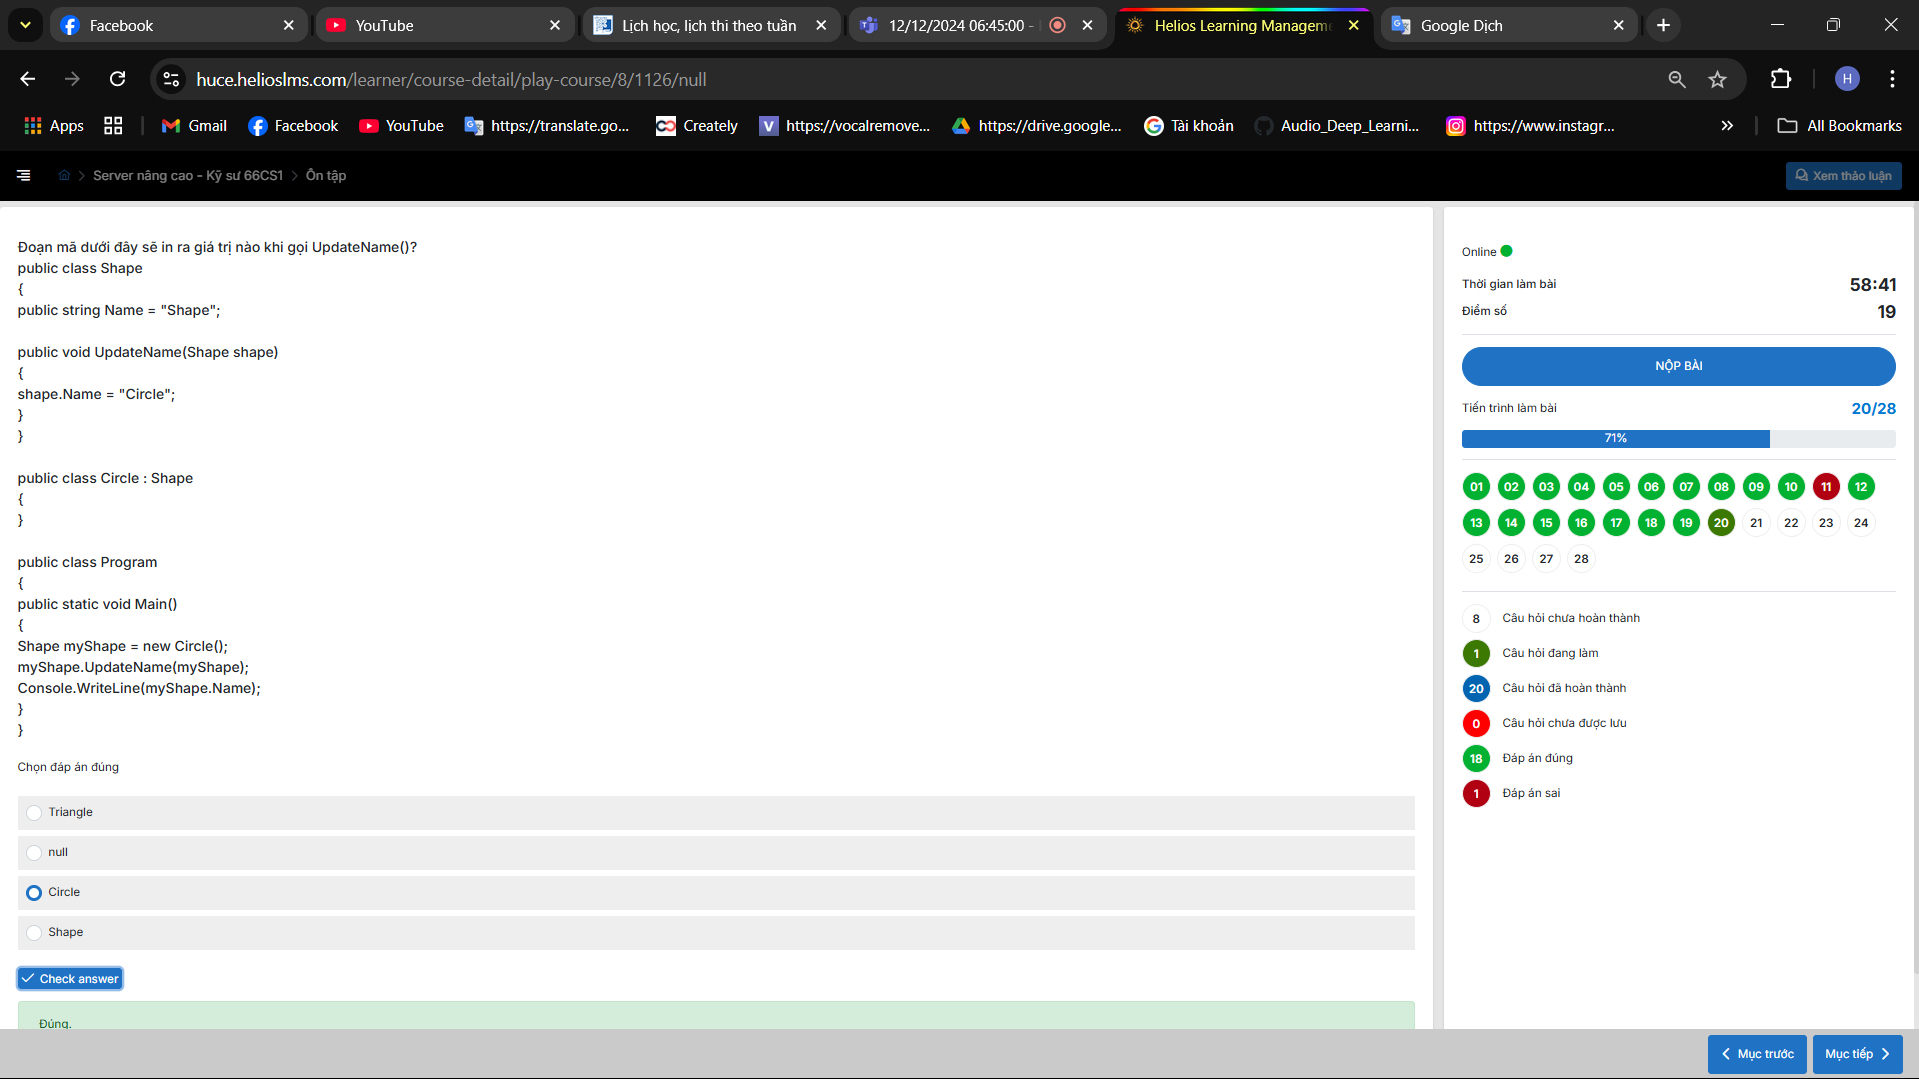 Facebook
YouTube
Lịch học, lịch thi theo tuần
12/12/2024 06:45:00 -
Helios Learning Manageme
Google Dịch
huce.helioslms.com/learner/course-detail/play-course/8/1126/null
H
Apps
Gmail
Facebook
YouTube
https://translate.go...
Creately
V
https://vocalremove...
https://drive.google...
Tài khoản
Audio_Deep_Learni...
https://www.instagr...
All Bookmarks
Server nâng cao - Kỹ sư 66CS1
Ôn tập
Xem thảo luận
Đoạn mã dưới đây sẽ in ra giá trị nào khi gọi UpdateName()?
public class Shape
{
public string Name = "Shape";
public void UpdateName(Shape shape)
{
shape.Name = "Circle";
}
}
public class Circle : Shape
{
}
public class Program
{
public static void Main()
{
Shape myShape = new Circle();
myShape.UpdateName(myShape);
Console.WriteLine(myShape.Name);
}
}
Chọn đáp án đúng
Triangle
null
Circle
Shape
Check answer
Đúng.
Online
Thời gian làm bài 58:41
Điểm số 19
NỘP BÀI
Tiến trình làm bài 20/28
71%
01 02 03 04 05 06 07 08 09 10 11 12
13 14 15 16 17 18 19 20 21 22 23 24
25 26 27 28
8 Câu hỏi chưa hoàn thành
1 Câu hỏi đang làm
20 Câu hỏi đã hoàn thành
0 Câu hỏi chưa được lưu
18 Đáp án đúng
1 Đáp án sai
Mục trước
Mục tiếp